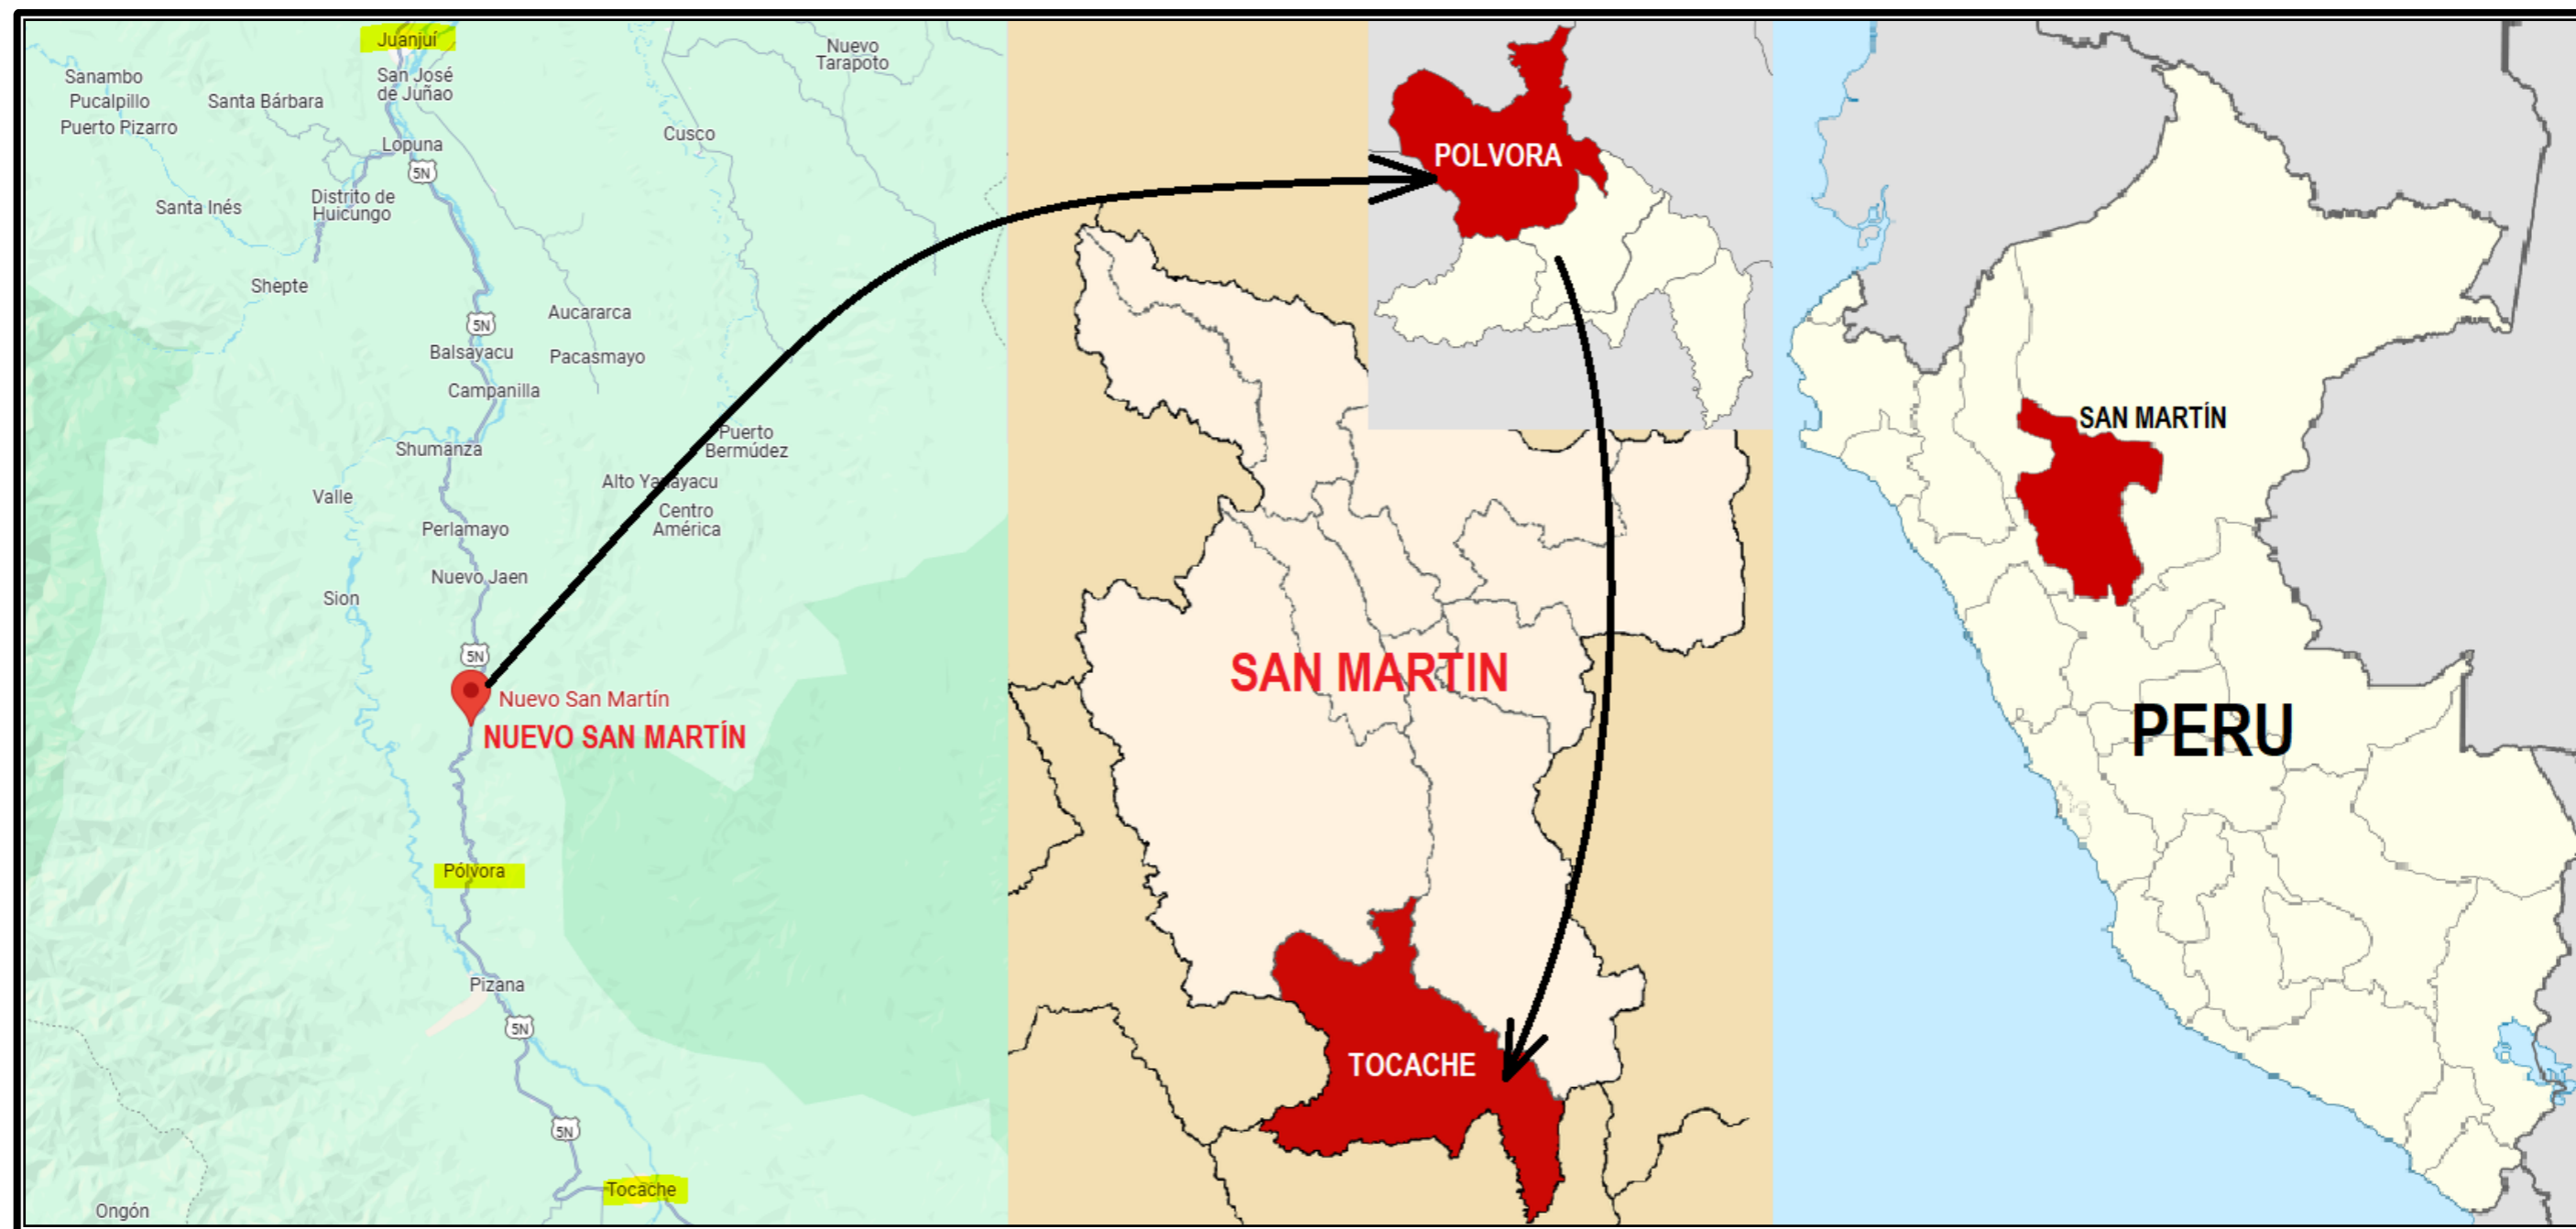 Juanjuí
Nuevo
Tarapoto
Sanambo
Pucalpillo
Puerto Pizarro
Santa Bárbara
San José
de Juñao
Cusco
Lopuna
5N
Santa Inés
Distrito de
Huicungo
Shepte
Aucararca
5N
Balsayacu
Pacasmayo
Campanilla
Puerto
Bermúdez
Shumanza
Alto Yanayacu
Valle
Centro
América
Perlamayo
Nuevo Jaen
Sion
5N
Nuevo San Martín
NUEVO SAN MARTÍN
Pólvora
Pizana
5N
5N
Tocache
Ongón
POLVORA
SAN MARTIN
TOCACHE
SAN MARTÍN
PERU